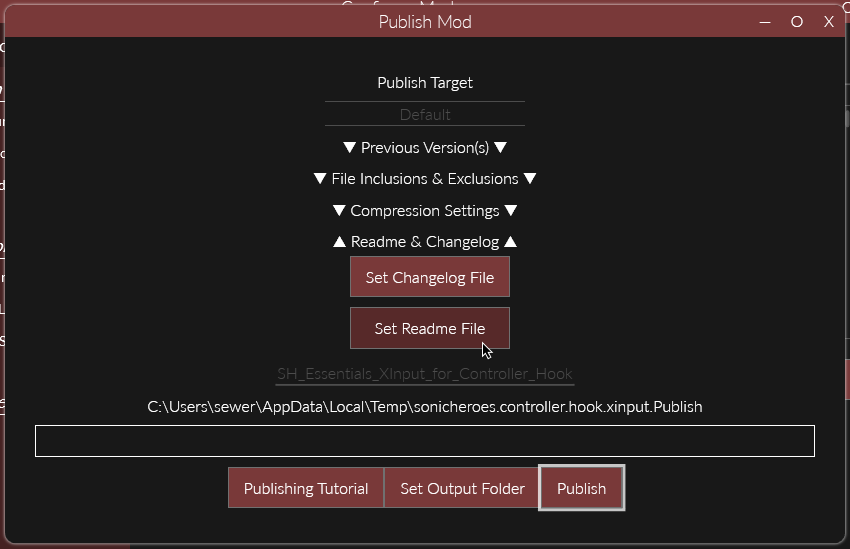 Publish Mod
Publish Target
Default
▼ Previous Version(s) ▼
▼ File Inclusions & Exclusions ▼
▼ Compression Settings ▼
▲ Readme & Changelog ▲
Set Changelog File
Set Readme File
SH_Essentials_XInput_for_Controller_Hook
C:\Users\sewer\AppData\Local\Temp\sonicheroes.controller.hook.xinput.Publish
Publishing Tutorial
Set Output Folder
Publish